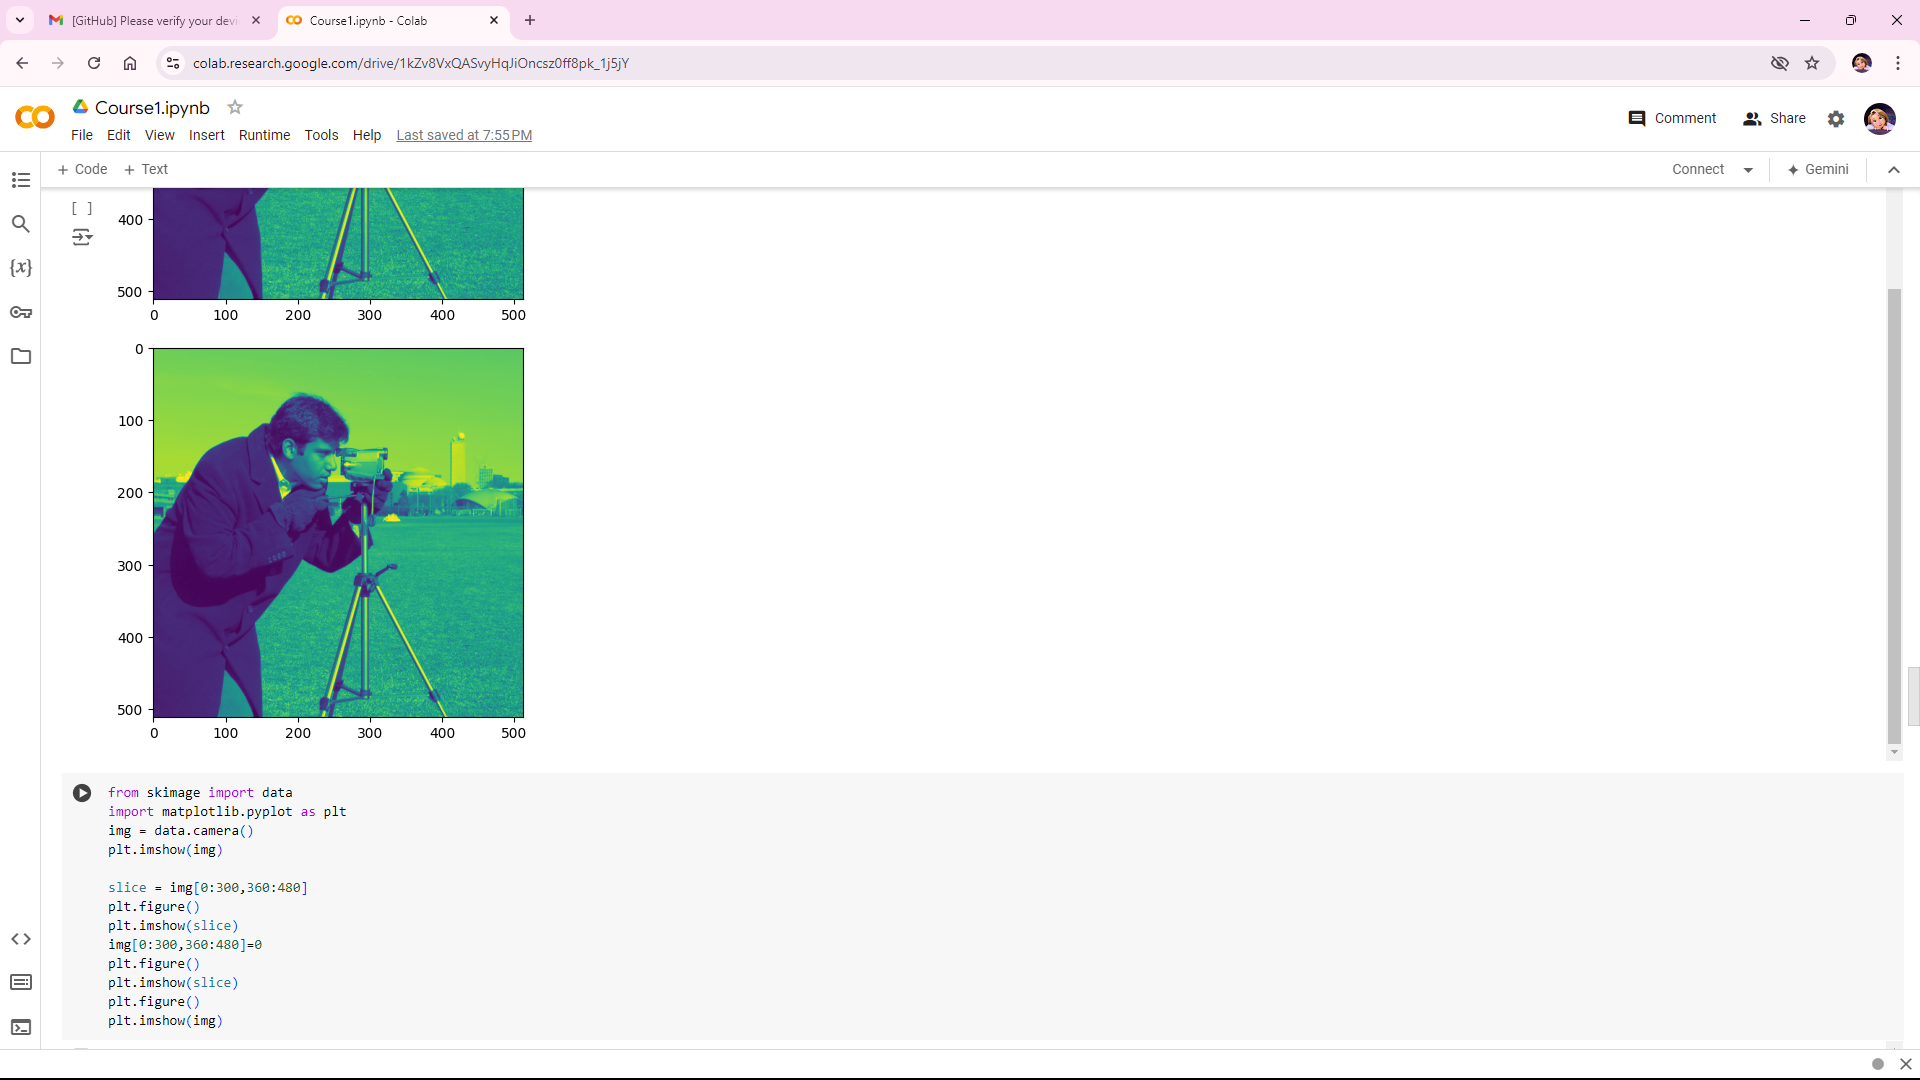 [GitHub] Please verify your devi
Course1.ipynb - Colab
colab.research.google.com/drive/1kZv8VxQASvyHqJiOncsz0ff8pk_1j5jY
Course1.ipynb
File Edit View Insert Runtime Tools Help Last saved at 7:55 PM
Comment Share
+ Code + Text
Connect Gemini
[ ]
400
500
0 100 200 300 400 500
0
100
200
300
400
500
0 100 200 300 400 500
{x}
from skimage import data
import matplotlib.pyplot as plt
img = data.camera()
plt.imshow(img)
slice = img[0:300,360:480]
plt.figure()
plt.imshow(slice)
img[0:300,360:480]=0
plt.figure()
plt.imshow(slice)
plt.figure()
plt.imshow(img)